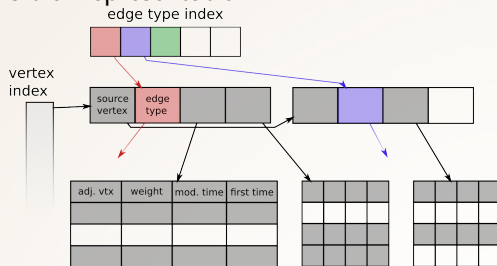 edge type index
vertex
index
source
vertex
edge
type
adj. vtx
weight
mod. time
first time